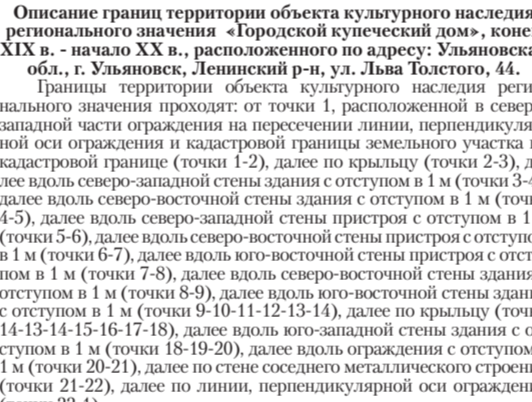 Описание границ территории объекта культурного наследия
регионального значения «Городской купеческий дом», коне
XIX в. - начало XX в., расположенного по адресу: Ульяновска
обл., г. Ульяновск, Ленинский р-н, ул. Льва Толстого, 44.
Границы территории объекта культурного наследия реги
нального значения проходят: от точки 1, расположенной в север
западной части ограждения на пересечении линии, перпендикуля
ной оси ограждения и кадастровой границы земельного участка
кадастровой границе (точки 1-2), далее по крыльцу (точки 2-3), д
лее вдоль северо-западной стены здания с отступом в 1 м (точки 3-4
далее вдоль северо-восточной стены здания с отступом в 1 м (точ
4-5), далее вдоль северо-западной стены пристроя с отступом в 1
(точки 5-6), далее вдоль северо-восточной стены пристроя с отступо
в 1 м (точки 6-7), далее вдоль юго-восточной стены пристроя с отст
пом в 1 м (точки 7-8), далее вдоль северо-восточной стены здания
отступом в 1 м (точки 8-9), далее вдоль юго-восточной стены здан
с отступом в 1 м (точки 9-10-11-12-13-14), далее по крыльцу (точ
14-13-14-15-16-17-18), далее вдоль юго-западной стены здания с о
ступом в 1 м (точки 18-19-20), далее вдоль ограждения с отступом
1 м (точки 20-21), далее по стене соседнего металлического строен
(точки 21-22), далее по линии, перпендикулярной оси огражден